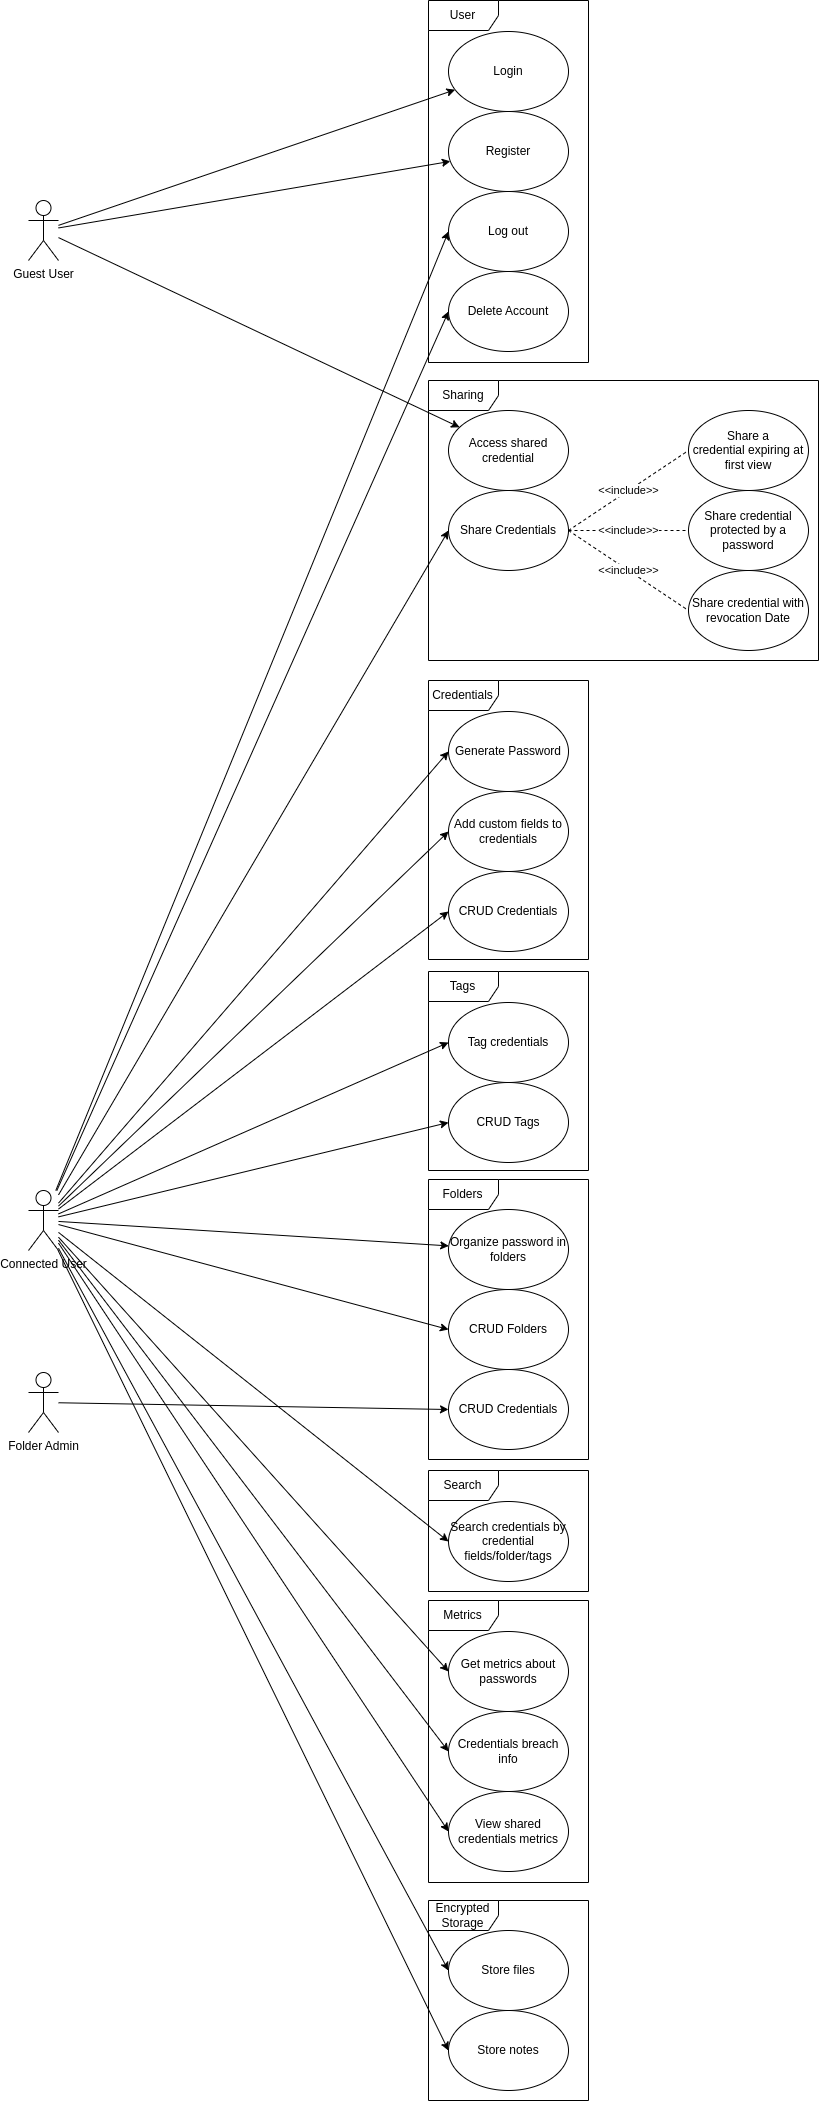 User
Login
Register
Log out
Delete Account
Guest User
Sharing
Access shared
credential
Share Credentials
<<include>>
<<include>>
<<include>>
Share a
credential expiring at
first view
Share credential
protected by a
password
Share credential with
revocation Date
Credentials
Generate Password
Add custom fields to
credentials
CRUD Credentials
Tags
Tag credentials
CRUD Tags
Connected User
Folders
Organize password in
folders
CRUD Folders
CRUD Credentials
Folder Admin
Search
Search credentials by
credential
fields/folder/tags
Metrics
Get metrics about
passwords
Credentials breach
info
View shared
credentials metrics
Encrypted
Storage
Store files
Store notes